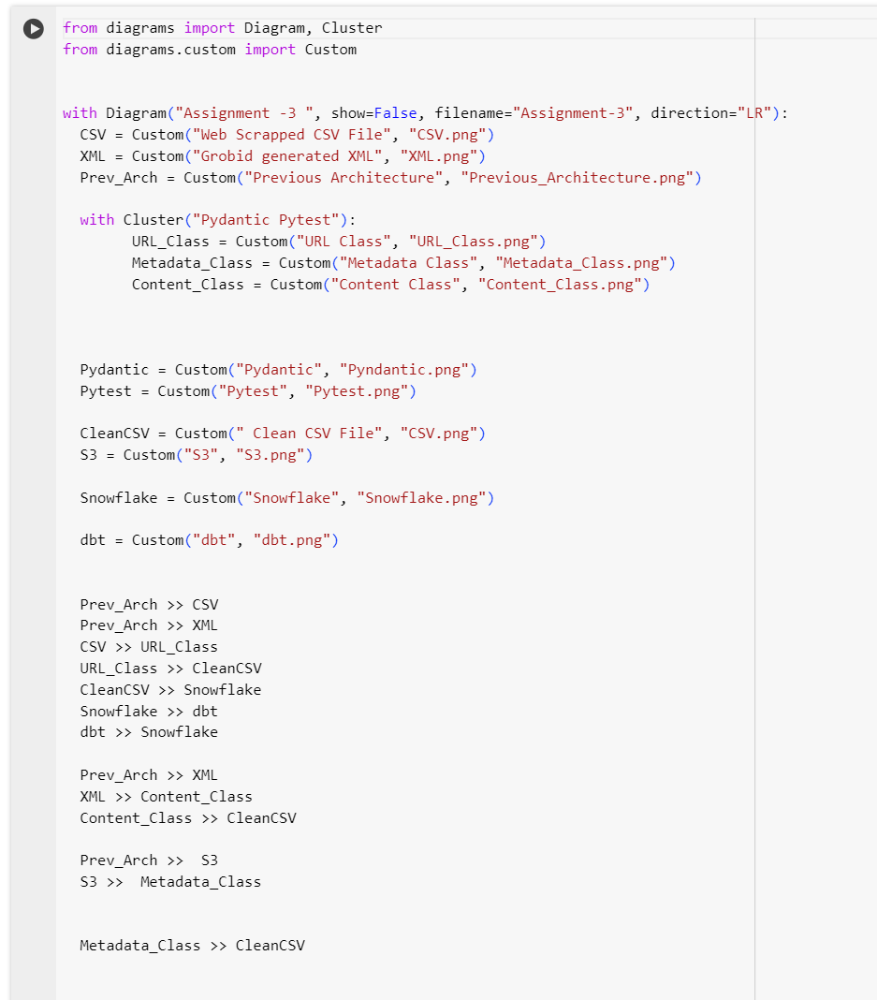 from diagrams import Diagram, Cluster
from diagrams.custom import Custom
with Diagram("Assignment -3 ", show=False, filename="Assignment-3", direction="LR"):
CSV = Custom("Web Scrapped CSV File", "CSV.png")
XML = Custom("Grobid generated XML", "XML.png")
Prev_Arch = Custom("Previous Architecture", "Previous_Architecture.png")
with Cluster("Pydantic Pytest"):
URL_Class = Custom("URL Class", "URL_Class.png")
Metadata_Class = Custom("Metadata Class", "Metadata_Class.png")
Content_Class = Custom("Content Class", "Content_Class.png")
Pydantic = Custom("Pydantic", "Pyndantic.png")
Pytest = Custom("Pytest", "Pytest.png")
CleanCSV = Custom(" Clean CSV File", "CSV.png")
S3 = Custom("S3", "S3.png")
Snowflake = Custom("Snowflake", "Snowflake.png")
dbt = Custom("dbt", "dbt.png")
Prev_Arch >> CSV
Prev_Arch >> XML
CSV >> URL_Class
URL_Class >> CleanCSV
CleanCSV >> Snowflake
Snowflake >> dbt
dbt >> Snowflake
Prev_Arch >> XML
XML >> Content_Class
Content_Class >> CleanCSV
Prev_Arch >>  S3
S3 >>  Metadata_Class
Metadata_Class >> CleanCSV